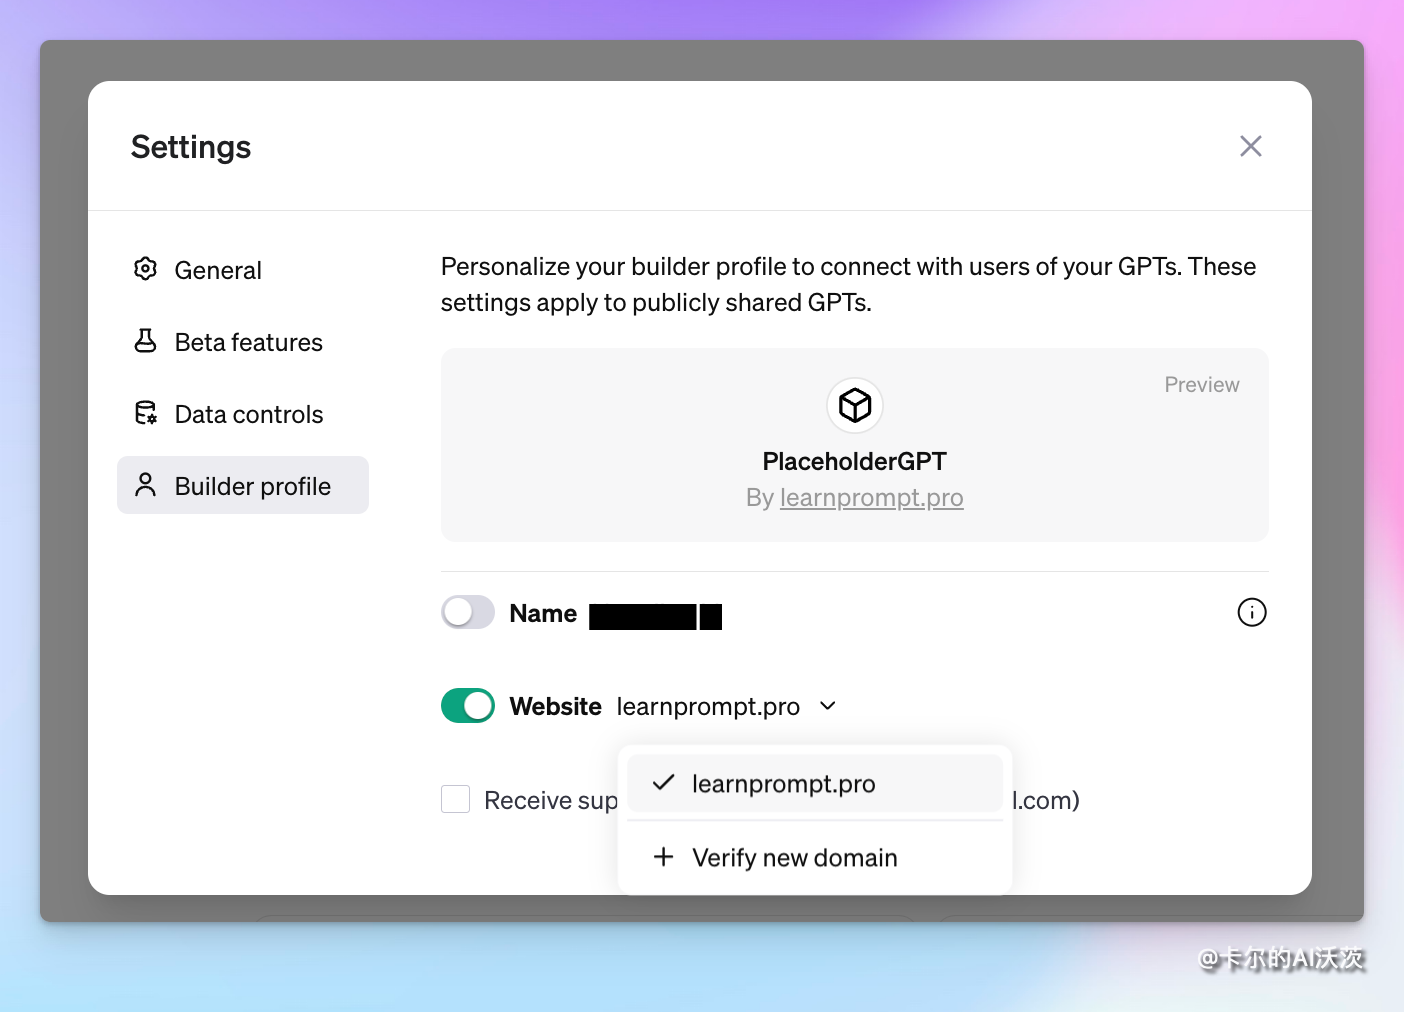 Settings
General
Beta features
Data controls
Builder profile
Personalize your builder profile to connect with users of your GPTs. These
settings apply to publicly shared GPTs.
Preview
PlaceholderGPT
By learnprompt.pro
Name
Website learnprompt.pro
learnprompt.pro
Receive sup l.com)
Verify new domain
@卡尔的AI沃茨